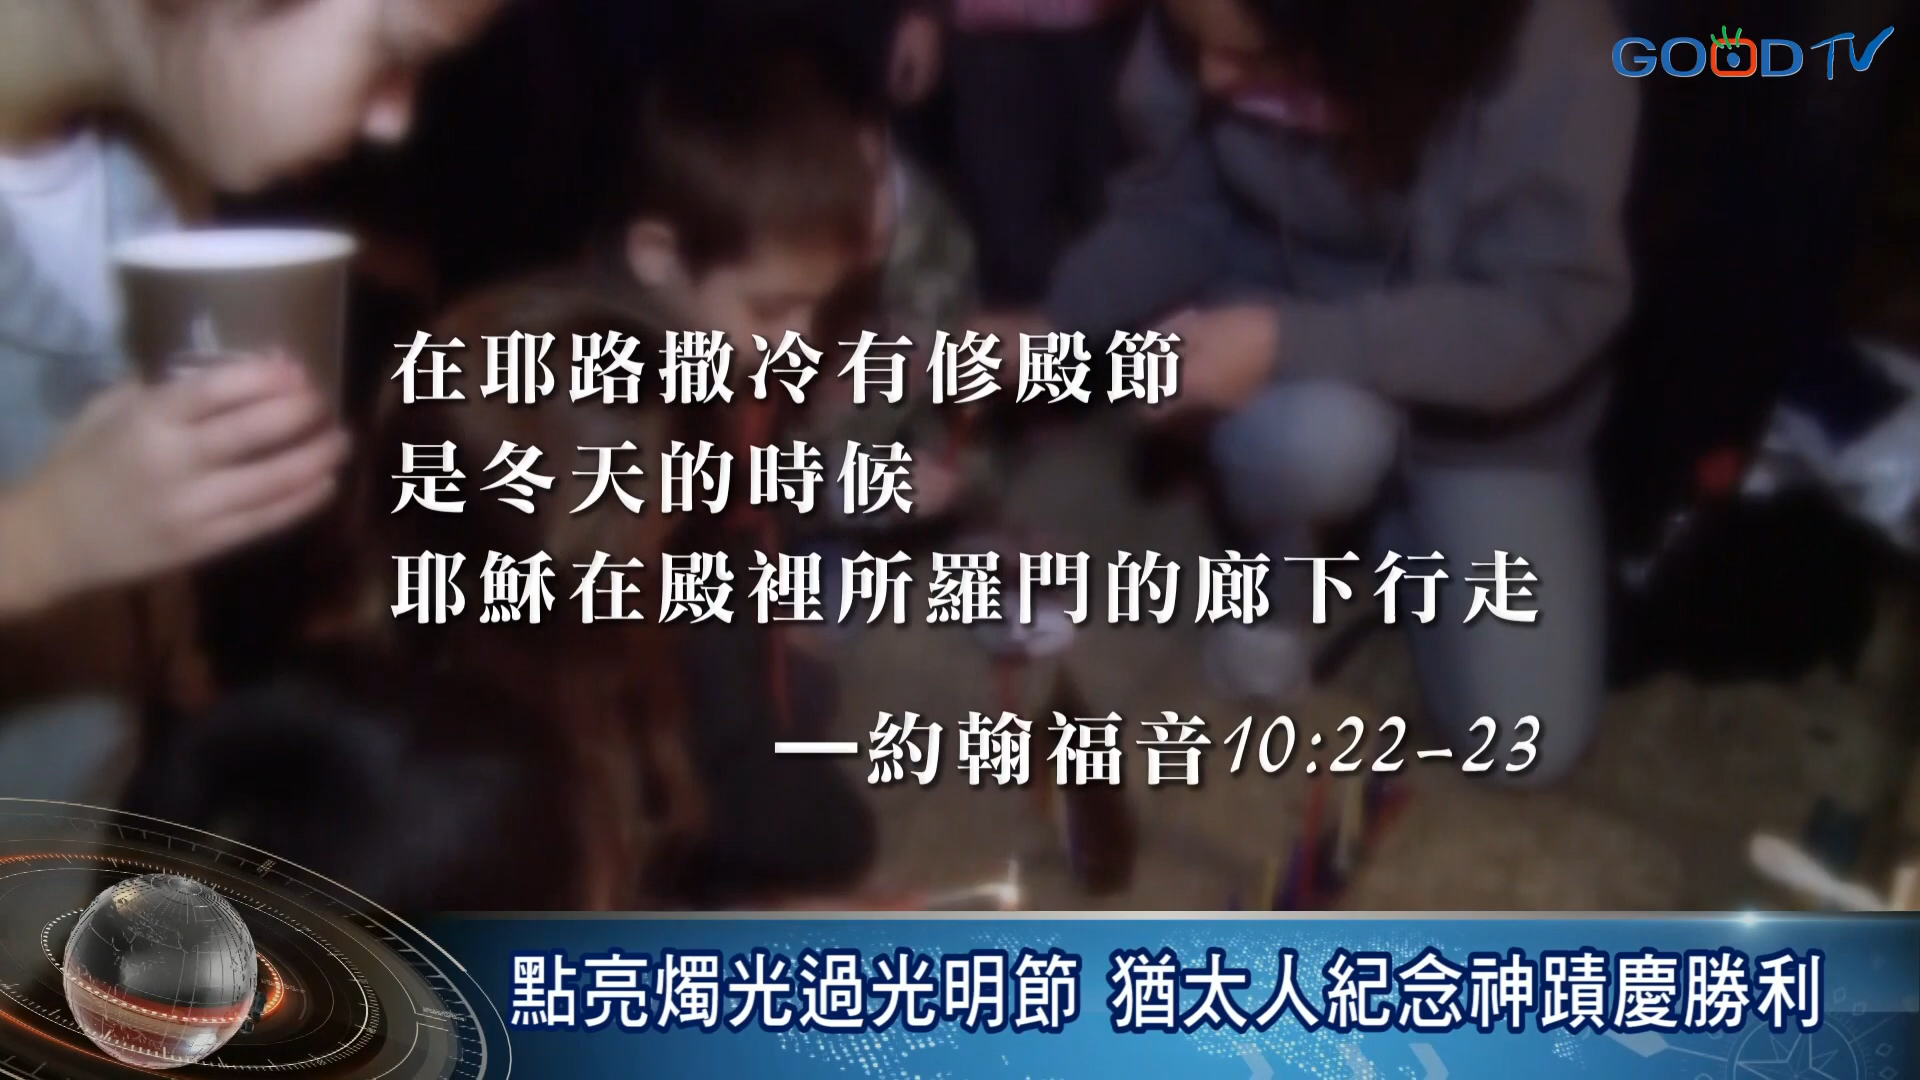 GOOD TV
在耶路撒冷有修殿節
是冬天的時候
耶穌在殿裡所羅門的廊下行走
—約翰福音10:22-23
點亮燭光過光明節 猶太人紀念神蹟慶勝利